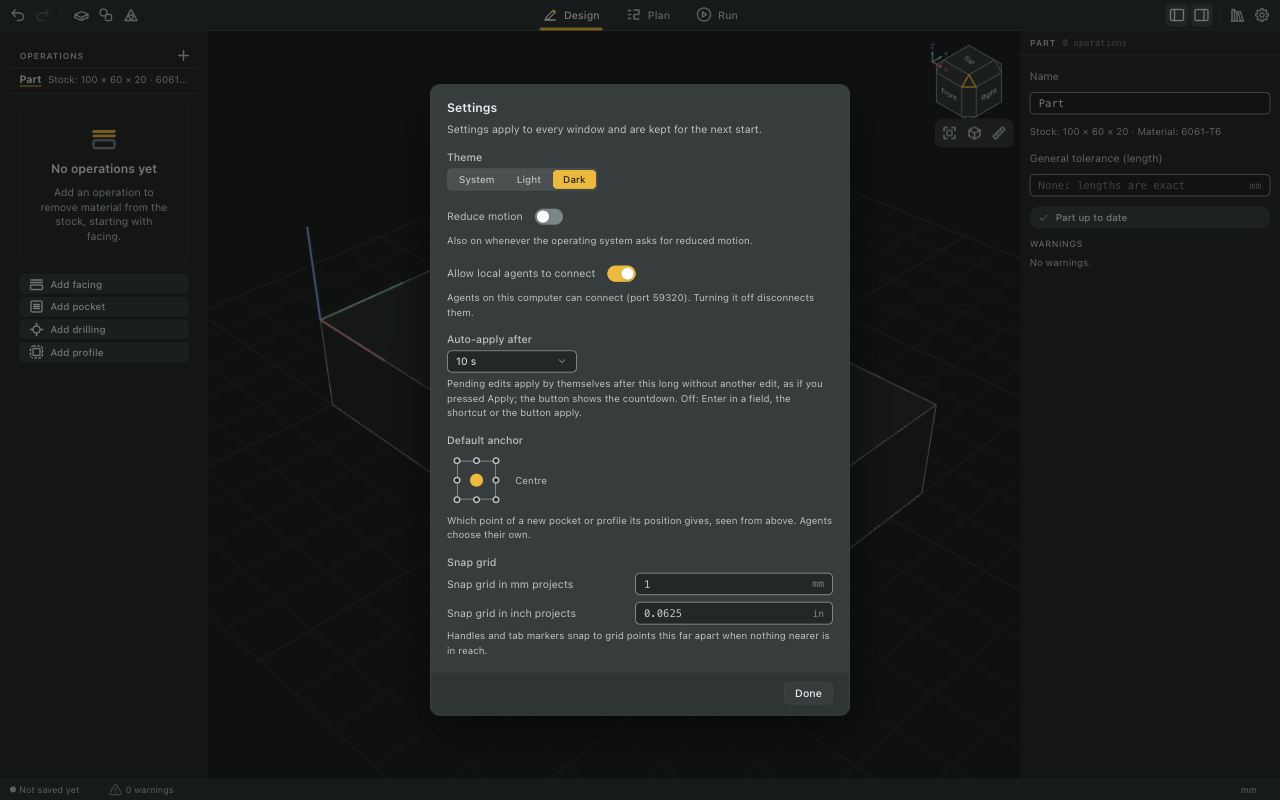 Design
Plan
Run
OPERATIONS
Part Stock: 100 × 60 × 20 · 6061...
No operations yet
Add an operation to
remove material from the
stock, starting with
facing.
Add facing
Add pocket
Add drilling
Add profile
Z
Y
X
Top
Front
Right
Settings
Settings apply to every window and are kept for the next start.
Theme
System Light Dark
Reduce motion
Also on whenever the operating system asks for reduced motion.
Allow local agents to connect
Agents on this computer can connect (port 59320). Turning it off disconnects
them.
Auto-apply after
10 s
Pending edits apply by themselves after this long without another edit, as if you
pressed Apply; the button shows the countdown. Off: Enter in a field, the
shortcut or the button apply.
Default anchor
Centre
Which point of a new pocket or profile its position gives, seen from above. Agents
choose their own.
Snap grid
Snap grid in mm projects 1 mm
Snap grid in inch projects 0.0625 in
Handles and tab markers snap to grid points this far apart when nothing nearer is
in reach.
Done
PART 0 operations
Name
Part
Stock: 100 × 60 × 20 · Material: 6061-T6
General tolerance (length)
None: lengths are exact mm
Part up to date
WARNINGS
No warnings.
Not saved yet
0 warnings
mm